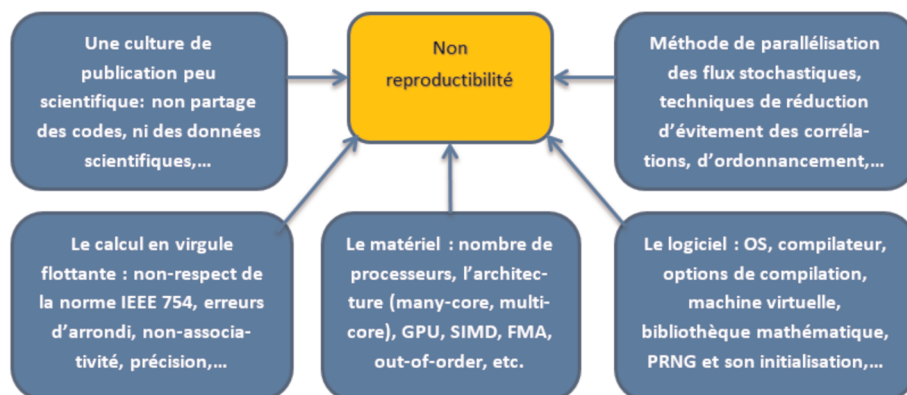 Une culture de
publication peu
scientifique: non partage
des codes, ni des données
scientifiques,...
Non
reproductibilité
Méthode de parallélisation
des flux stochastiques,
techniques de réduction
d’évitement des corréla-
tions, d’ordonnancement,...
Le calcul en virgule
flottante : non-respect de
la norme IEEE 754, erreurs
d’arrondi, non-associa-
tivité, précision,...
Le matériel : nombre de
processeurs, l’architec-
ture (many-core, multi-
core), GPU, SIMD, FMA,
out-of-order, etc.
Le logiciel : OS, compilateur,
options de compilation,
machine virtuelle,
bibliothèque mathématique,
PRNG et son initialisation,...